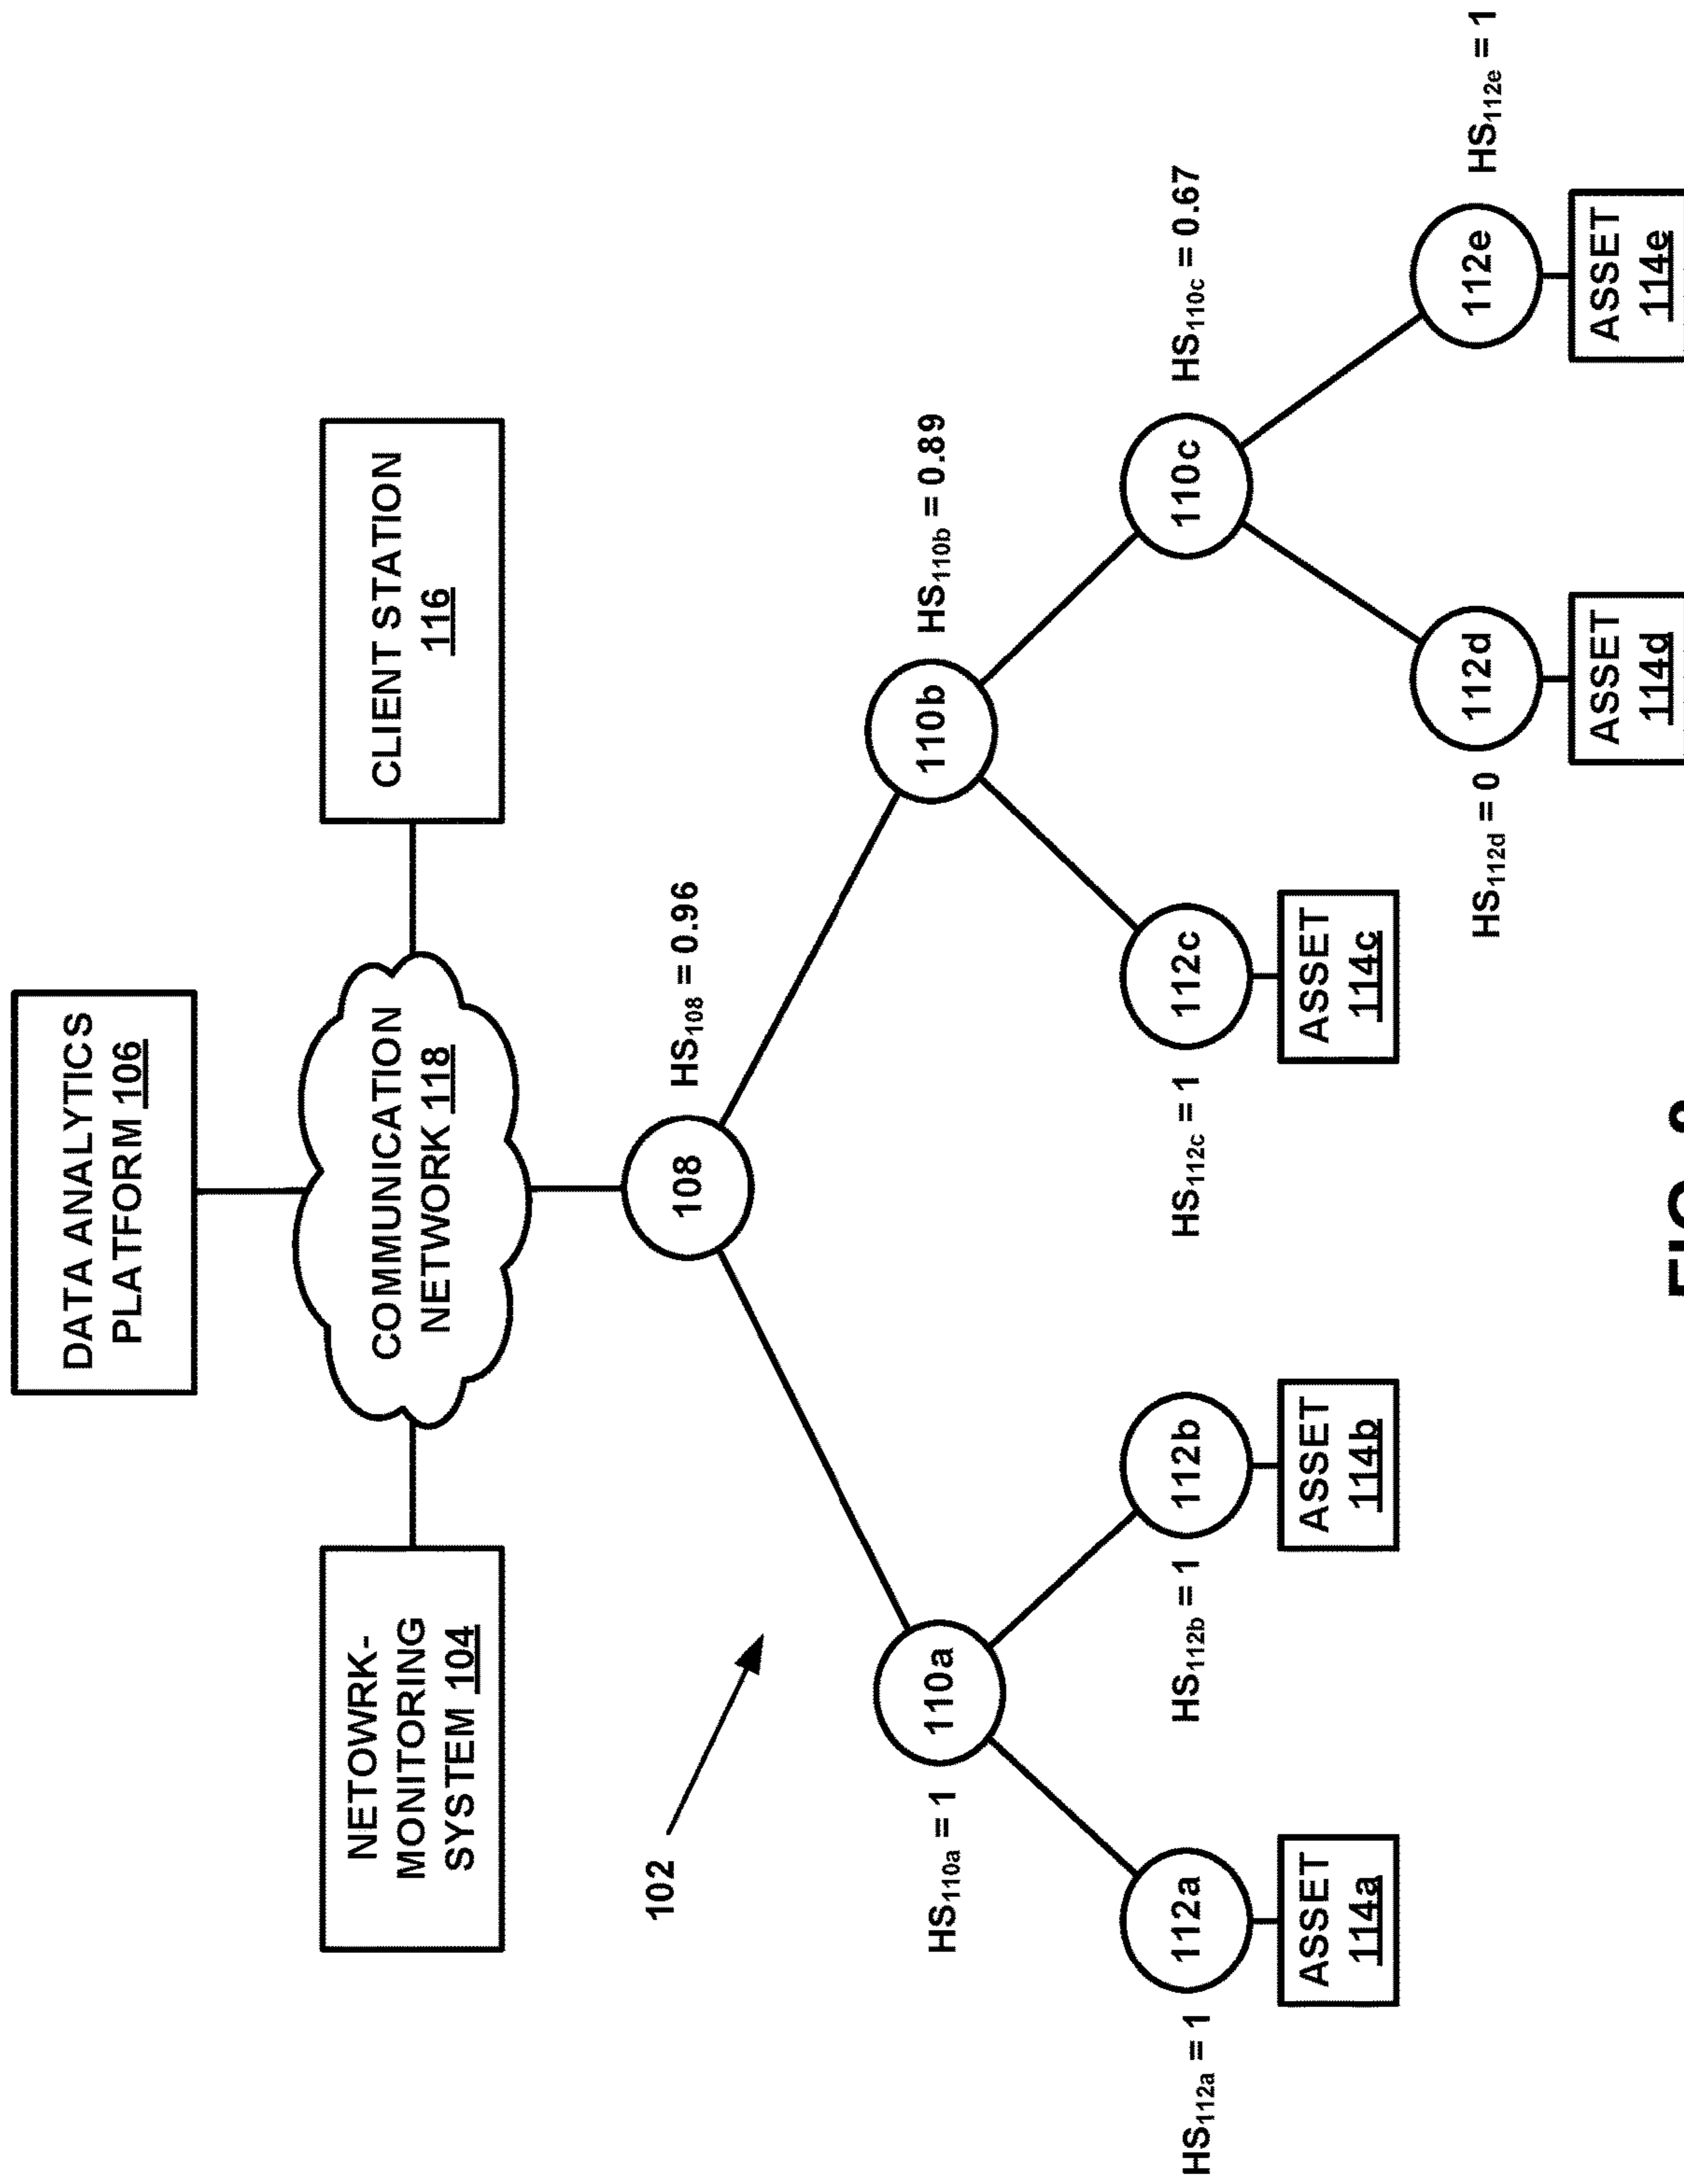 DATA ANALYTICS
PLATFORM 106
NETOWRK-
MONITORING
SYSTEM 104
COMMUNICATION
NETWORK 118
CLIENT STATION
116
102
108
HS108 = 0.96
HS110a = 1
110a
110b
HS110b = 0.89
HS112a = 1
112a
HS112b = 1
112b
HS112c = 1
112c
110c
HS110c = 0.67
ASSET
114a
ASSET
114b
ASSET
114c
HS112d = 0
112d
112e
HS112e = 1
ASSET
114d
ASSET
114e